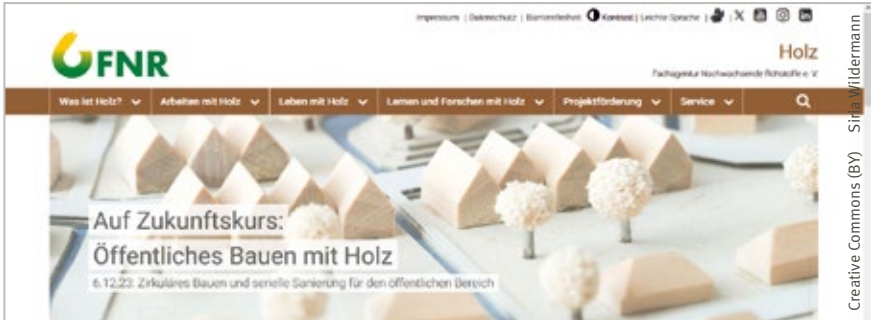 Impressum | Datenschutz | Barrierefreiheit Kontrast | Leichte Sprache |
FNR
Holz
Fachagentur Nachwachsende Rohstoffe e. V.
Was ist Holz? Arbeiten mit Holz Leben mit Holz Lernen und Forschen mit Holz Projektförderung Service
Auf Zukunftskurs:
Öffentliches Bauen mit Holz
6.12.23: Zirkuläres Bauen und serielle Sanierung für den öffentlichen Bereich
Creative Commons (BY) Sinja Wildermann